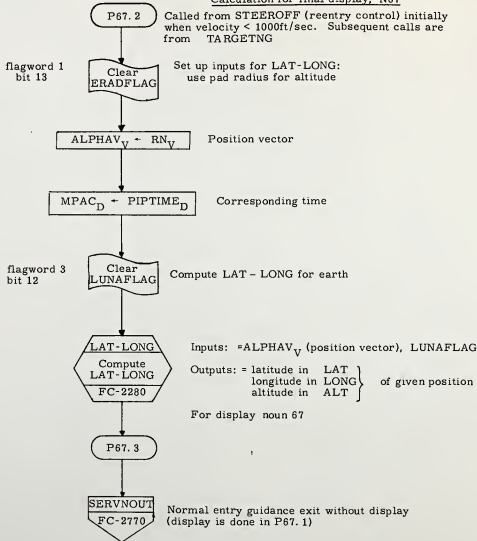 Calculation for final display, N67
P67.2
Called from STEEROFF (reentry control) initially
when velocity < 1000ft/sec. Subsequent calls are
from TARGETNG
flagword 1
bit 13
Clear
ERADFLAG
Set up inputs for LAT-LONG:
use pad radius for altitude
ALPHAV_V ← RN_V
Position vector
MPAC_D ← PIPTIME_D
Corresponding time
flagword 3
bit 12
Clear
LUNAFLAG
Compute LAT – LONG for earth
LAT-LONG
Compute
LAT-LONG
FC-2280
Inputs: =ALPHAV_V (position vector), LUNAFLAG
Outputs: = latitude in LAT
longitude in LONG } of given position
altitude in ALT
For display noun 67
P67.3
SERVNOUT
FC-2770
Normal entry guidance exit without display
(display is done in P67.1)